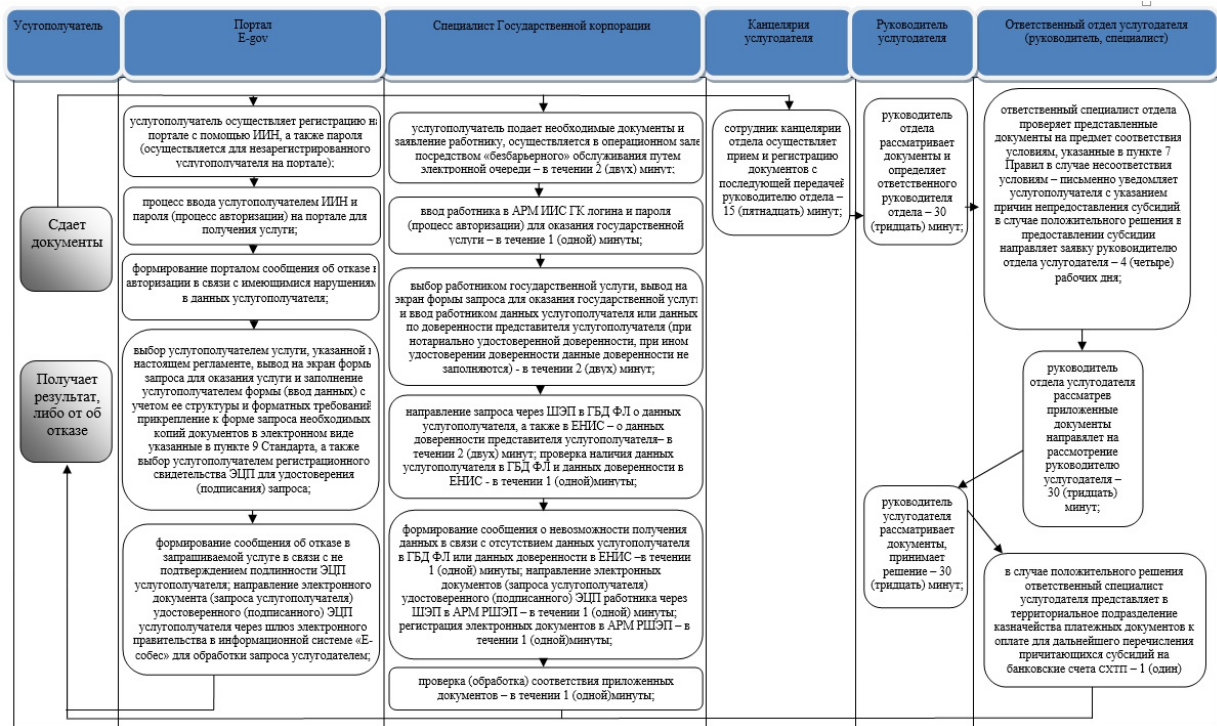 Усугополучатель
Портал
E-gov
Специалист Государственной корпорации
Канцелярия
услугодателя
Руководитель
услугодателя
Ответственный отдел услугодателя
(руководитель, специалист)
Сдает
документы
Получает
результат,
либо от об
отказе
услугополучатель осуществляет регистрацию на
портале с помощью ИИН, а также пароля
(осуществляется для незарегистрированного
услугополучателя на портале);
процесс ввода услугополучателем ИИН и
пароля (процесс авторизации) на портале для
получения услуги;
формирование порталом сообщения об отказе в
авторизации в связи с имеющимися нарушениям
в данных услугополучателя;
выбор услугополучателем услуги, указанной в
настоящем регламенте, вывод на экран формы
запроса для оказания услуги и заполнение
услугополучателем формы (ввод данных) с
учетом ее структуры и форматных требований
прикрепление к форме запроса необходимых
копий документов в электронном виде
указанные в пункте 9 Стандарта, а также
выбор услугополучателем регистрационного
свидетельства ЭЦП для удостоверения
(подписания) запроса;
формирование сообщения об отказе в
запрашиваемой услуге в связи с не
подтверждением подлинности ЭЦП
услугополучателя; направление электронного
документа (запроса услугополучателя)
удостоверенного (подписанного) ЭЦП
услугополучателя через шлюз электронного
правительства в информационной системе «Е-
собес» для обработки запроса услугодателем;
услугополучатель подает необходимые документы и
заявление работнику, осуществляется в операционном зале
посредством «безбарьерного» обслуживания путем
электронной очереди – в течении 2 (двух) минут;
ввод работника в АРМ ИИС ГК логина и пароля
(процесс авторизации) для оказания государственной
услуги – в течение 1 (одной) минуты;
выбор работником государственной услуги, вывод на
экран формы запроса для оказания государственной услуги
и ввод работником данных услугополучателя или данных
по доверенности представителя услугополучателя (при
нотариально удостоверенной доверенности, при ином
удостоверении доверенности данные доверенности не
заполняются) - в течении 2 (двух) минут;
направление запроса через ШЭП в ГБД ФЛ о данных
услугополучателя, а также в ЕНИС – о данных
доверенности представителя услугополучателя– в
течении 2 (двух) минут; проверка наличия данных
услугополучателя в ГБД ФЛ и данных доверенности в
ЕНИС - в течении 1 (одной)минуты;
формирование сообщения о невозможности получения
данных в связи с отсутствием данных услугополучателя
в ГБД ФЛ или данных доверенности в ЕНИС –в течении
1 (одной) минуты; направление электронных
документов (запроса услугополучателя)
удостоверенного (подписанного) ЭЦП работника через
ШЭП в АРМ РШЭП – в течении 1 (одной) минуты;
регистрация электронных документов в АРМ РШЭП – в
течении 1 (одной)минуты;
проверка (обработка) соответствия приложенных
документов – в течении 1 (одной)минуты;
сотрудник канцелярии
отдела осуществляет
прием и регистрацию
документов с
последующей передачей
руководителю отдела –
15 (пятнадцать) минут;
руководитель
отдела
рассматривает
документы и
определяет
ответственного
руководителя
отдела – 30
(тридцать) минут;
руководитель
услугодателя
рассматривает
документы,
принимает
решение – 30
(тридцать) минут;
ответственный специалист отдела
проверяет представленные
документы на предмет соответствия
условиям, указанные в пункте 7
Правил в случае несоответствия
условиям – письменно уведомляет
услугополучателя с указанием
причин непредоставления субсидий
в случае положительного решения в
предоставлении субсидии
направляет заявку руковоидителю
отдела услугодателя – 4 (четыре)
рабочих дня;
руководитель
отдела услугодателя
рассматрев
приложенные
документы
направялет на
рассмотрение
руководителю
услугодателя –
30 (тридцать)
минут;
в случае положительного решения
ответственный специалист
услугодателя представляет в
территориальное подразделение
казначейства платежных документов к
оплате для дальнейшего перечисления
причитающихся субсидий на
банковские счета СХТП – 1 (один)